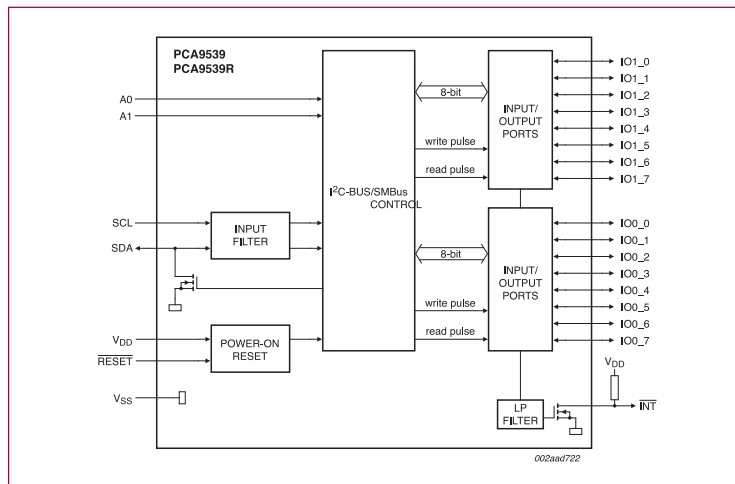 PCA9539
PCA9539R
A0
A1
SCL
SDA
VDD
RESET
VSS
INPUT
FILTER
POWER-ON
RESET
I²C-BUS/SMBus
CONTROL
8-bit
write pulse
read pulse
8-bit
write pulse
read pulse
INPUT/
OUTPUT
PORTS
INPUT/
OUTPUT
PORTS
LP
FILTER
IO1_0
IO1_1
IO1_2
IO1_3
IO1_4
IO1_5
IO1_6
IO1_7
IO0_0
IO0_1
IO0_2
IO0_3
IO0_4
IO0_5
IO0_6
IO0_7
VDD
INT
002aad722